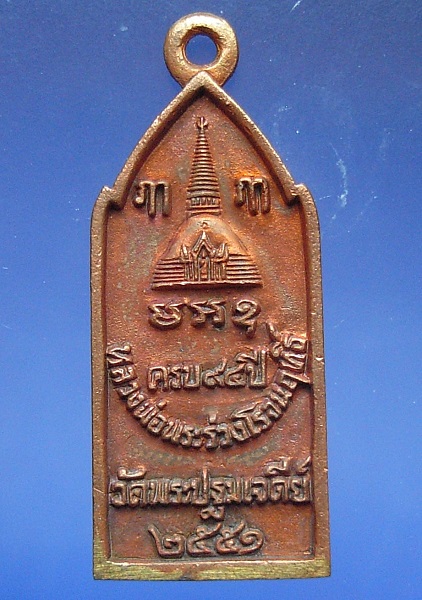 ครบ๙๕ปี
หลวงพ่อพระร่วงโรจนฤทธิ์
วัดพระปฐมเจดีย์
๒๕๕๑